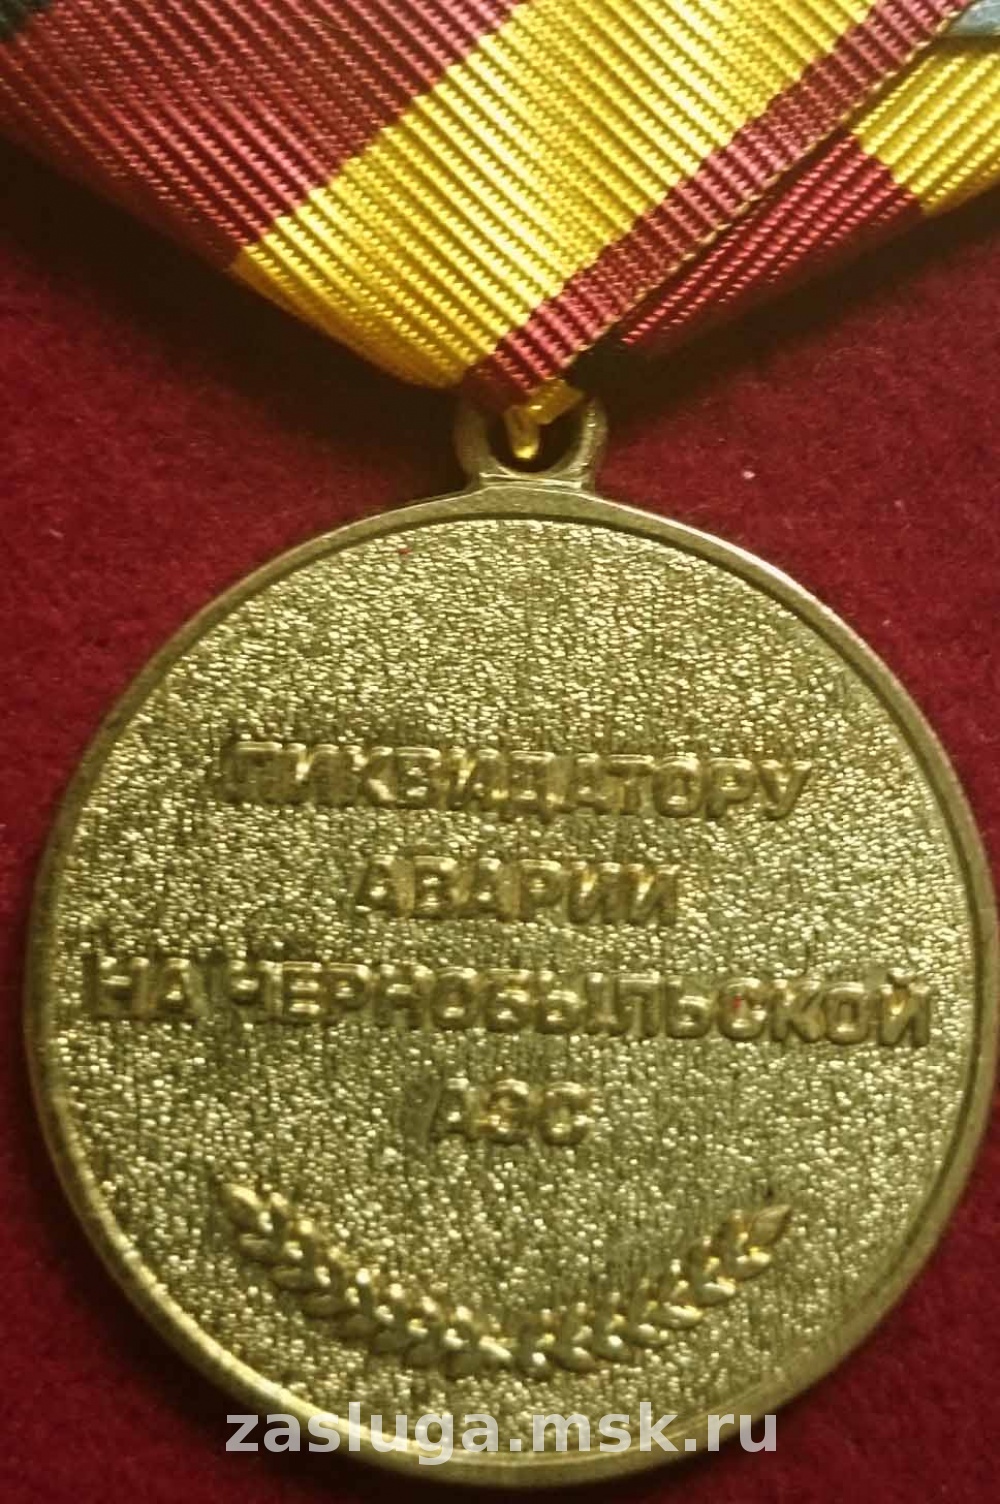 ЛИКВИДАТОРУ
АВАРИИ
НА ЧЕРНОБЫЛЬСКОЙ
АЭС
zasluga.msk.ru